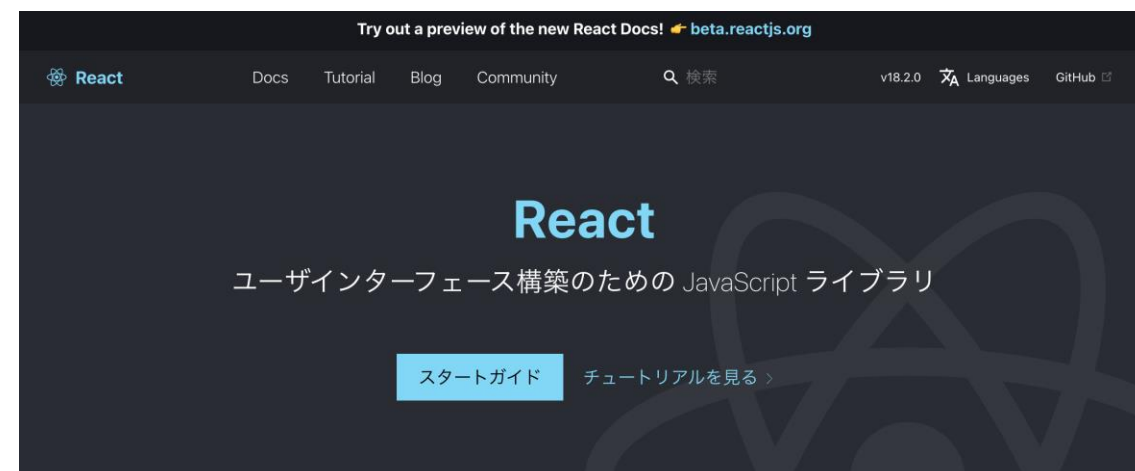 Try out a preview of the new React Docs! 👉 beta.reactjs.org
React Docs Tutorial Blog Community 検索 v18.2.0 Languages GitHub
React
ユーザインターフェース構築のための JavaScript ライブラリ
スタートガイド チュートリアルを見る >